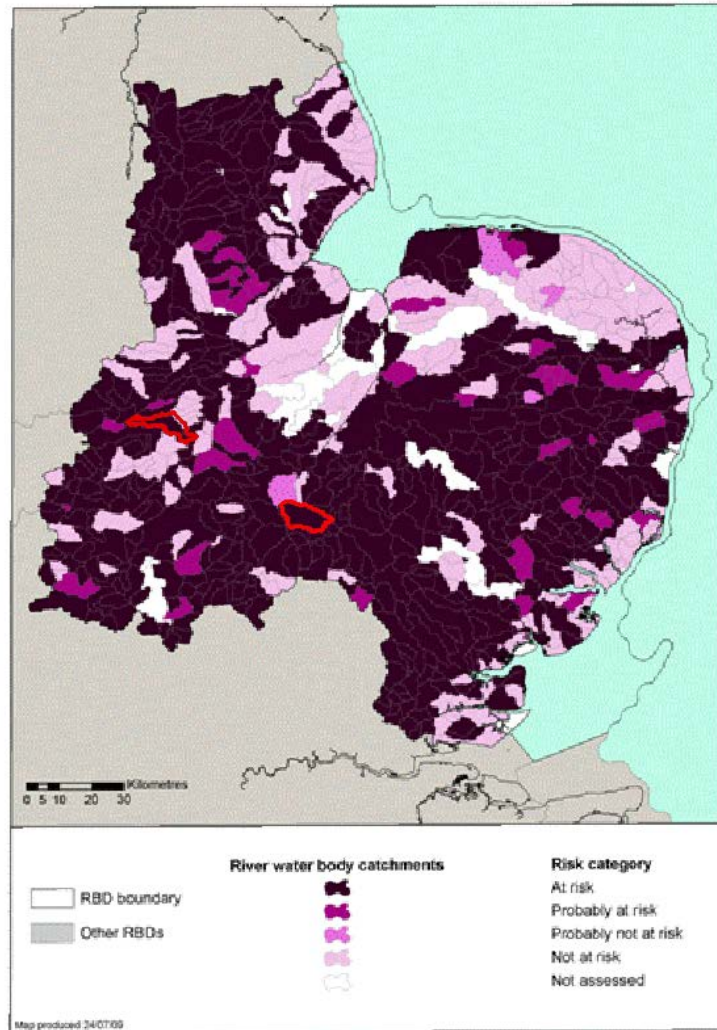 0 5 10 20 30 Kilometres
River water body catchments Risk category
At risk
RBD boundary Probably at risk
Probably not at risk
Other RBDs Not at risk
Not assessed
Map produced 24/07/09